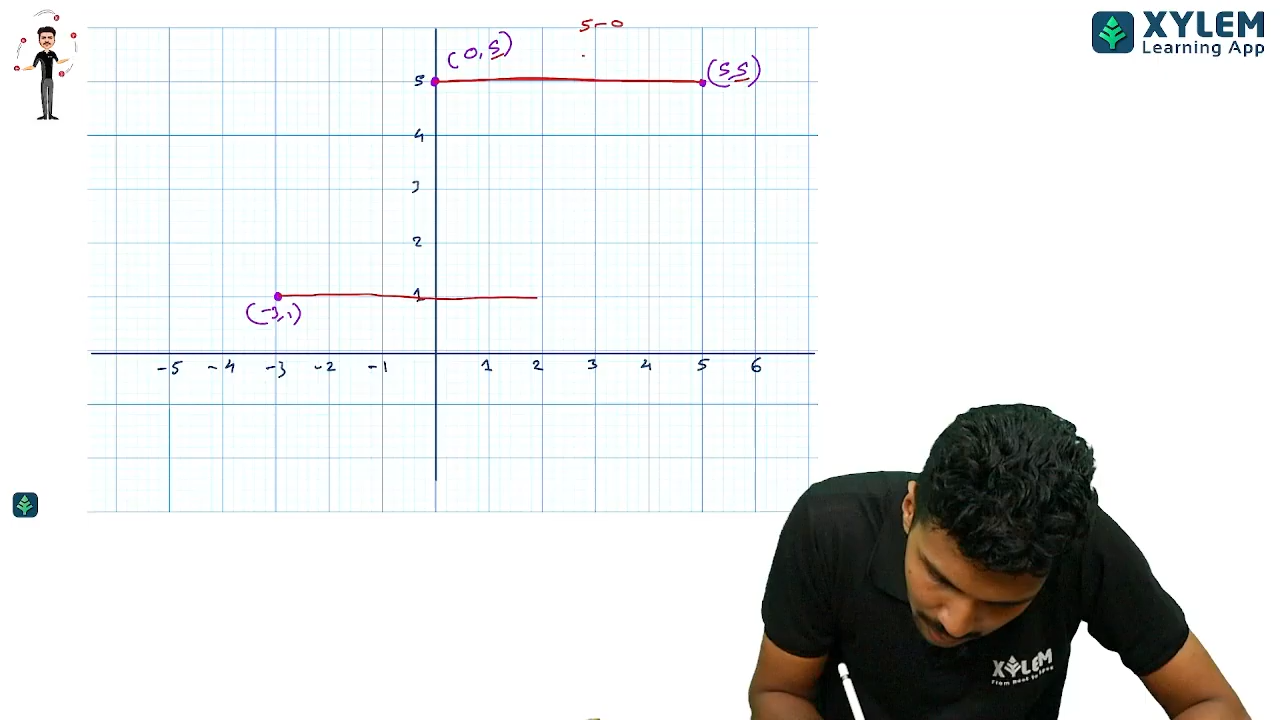 XYLEM
Learning App
5-0
(0,5)
(5,5)
5
4
3
2
1
(-3,1)
-5 -4 -3 -2 -1 1 2 3 4 5 6
XYLEM